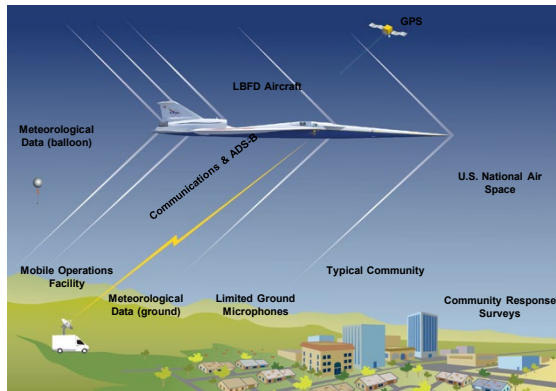 GPS
LBFD Aircraft
Meteorological
Data (balloon)
Communications & ADS-B
U.S. National Air
Space
Mobile Operations
Facility
Typical Community
Meteorological
Data (ground)
Limited Ground
Microphones
Community Response
Surveys